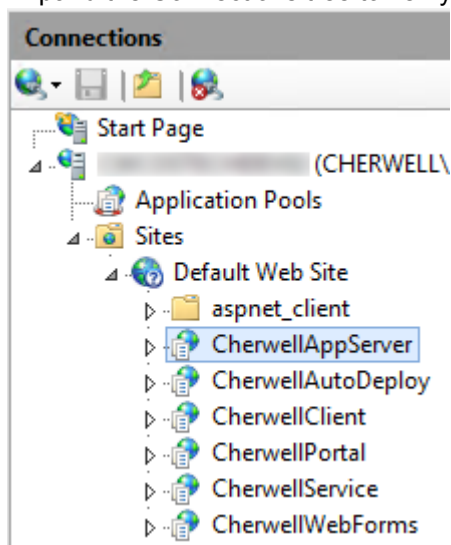 Connections
Start Page
(CHERWELL\
Application Pools
Sites
Default Web Site
aspnet_client
CherwellAppServer
CherwellAutoDeploy
CherwellClient
CherwellPortal
CherwellService
CherwellWebForms